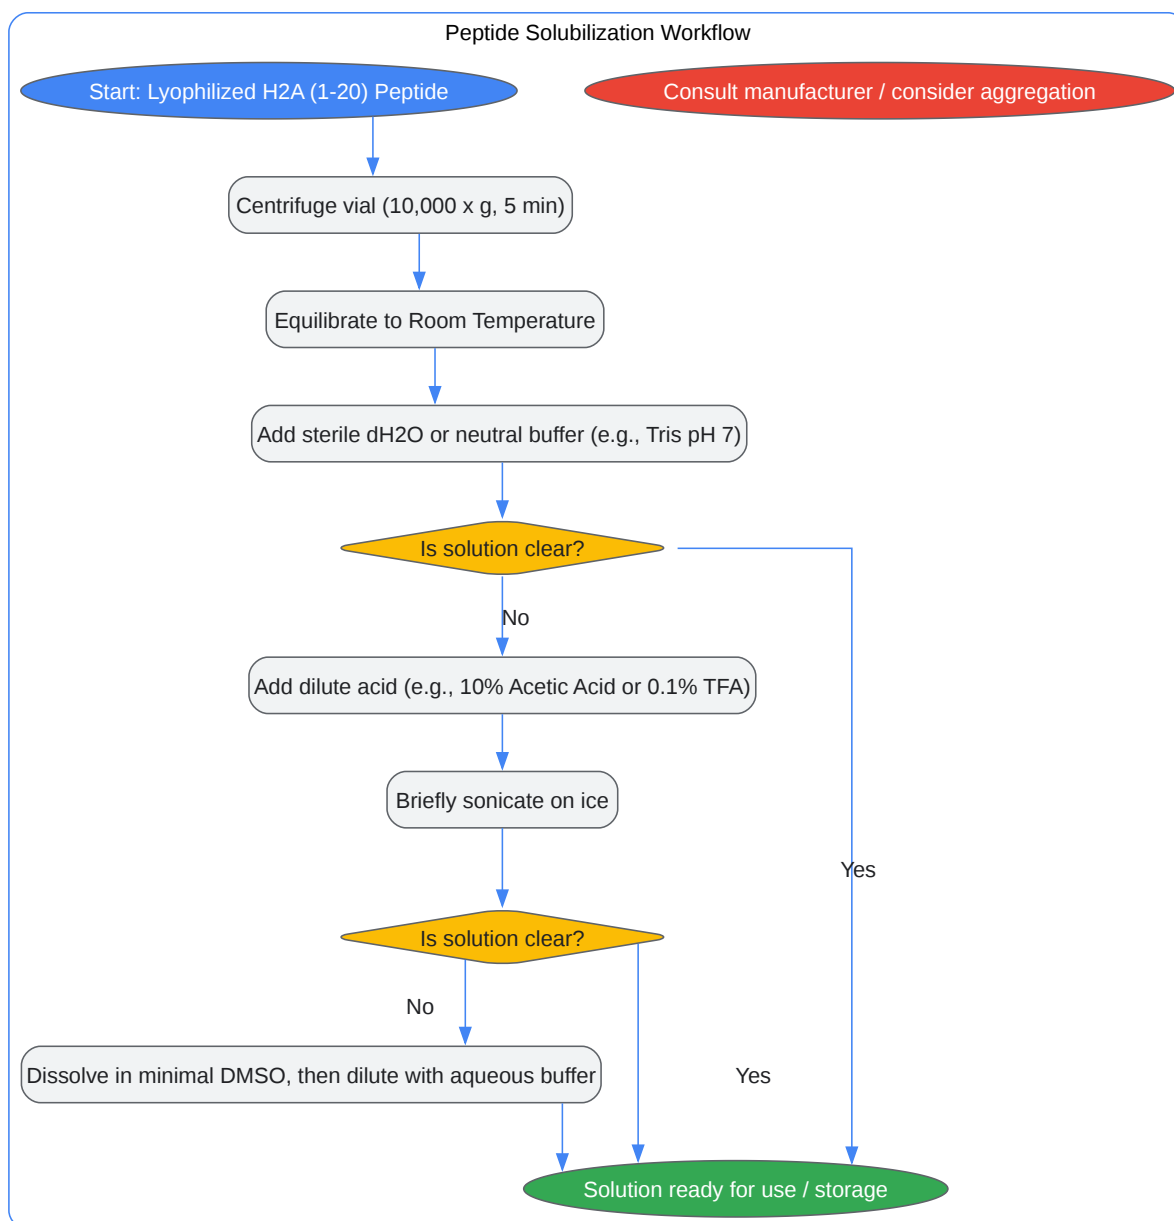 Peptide Solubilization Workflow
Start: Lyophilized H2A (1-20) Peptide
Consult manufacturer / consider aggregation
Centrifuge vial (10,000 x g, 5 min)
Equilibrate to Room Temperature
Add sterile dH2O or neutral buffer (e.g., Tris pH 7)
Is solution clear?
No
Add dilute acid (e.g., 10% Acetic Acid or 0.1% TFA)
Briefly sonicate on ice
Yes
Is solution clear?
No
Dissolve in minimal DMSO, then dilute with aqueous buffer
Yes
Solution ready for use / storage